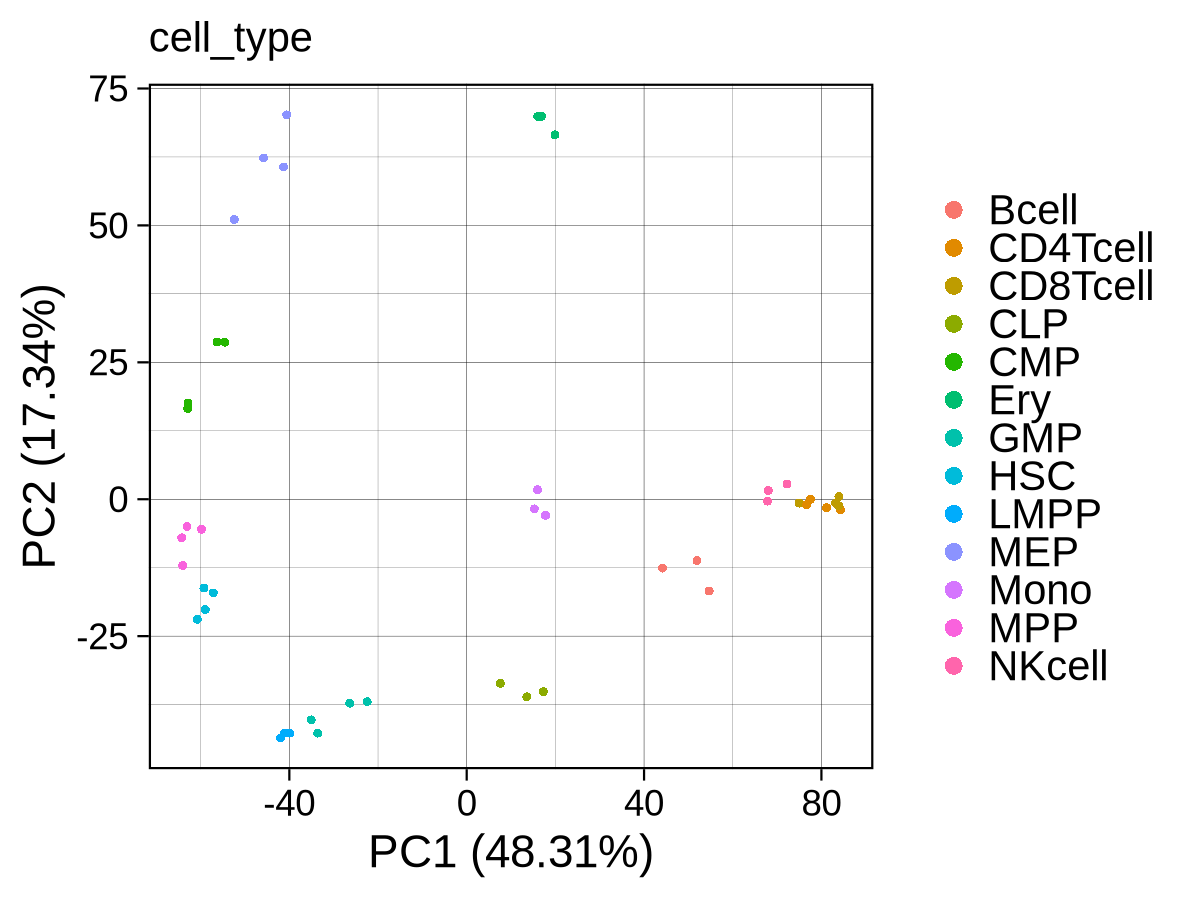 cell_type
75
50
25
0
-25
PC2 (17.34%)
-40
0
40
80
PC1 (48.31%)
Bcell
CD4Tcell
CD8Tcell
CLP
CMP
Ery
GMP
HSC
LMPP
MEP
Mono
MPP
NKcell